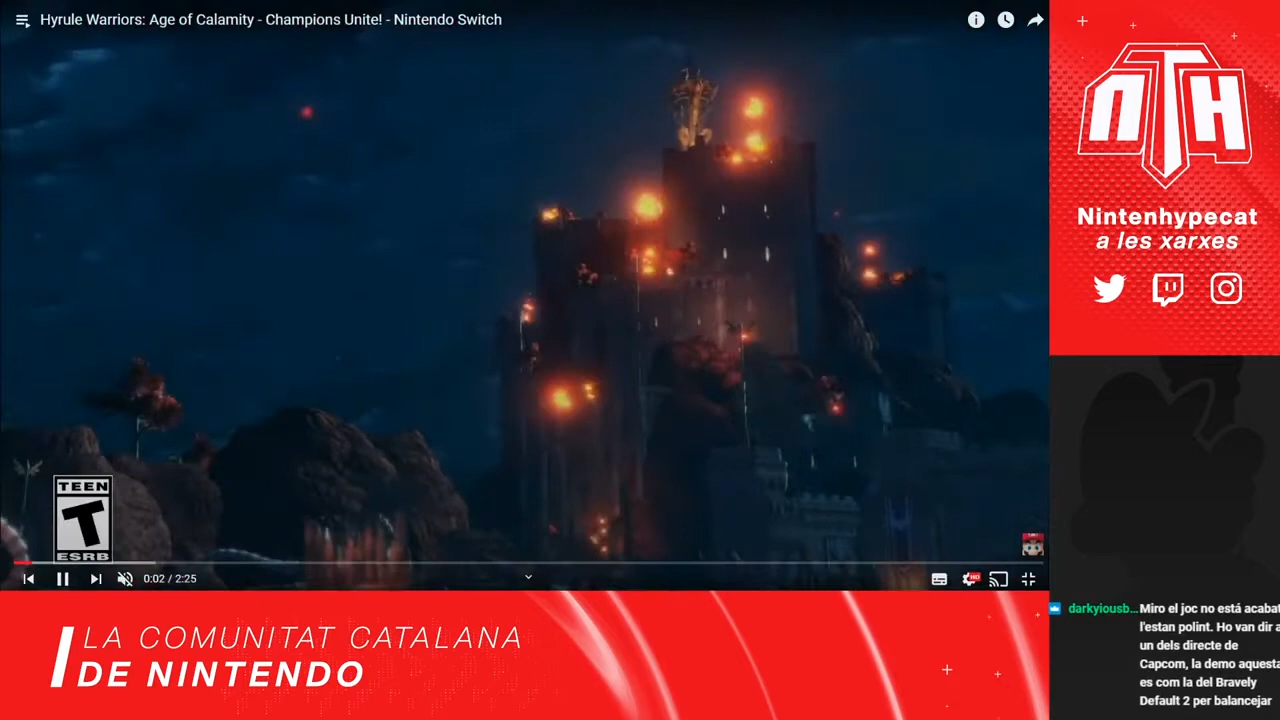 Hyrule Warriors: Age of Calamity - Champions Unite! - Nintendo Switch
NTH
Nintenhypecat
a les xarxes
TEEN
T
ESRB
HD
0:02 / 2:25
LA COMUNITAT CATALANA
DE NINTENDO
darkyiousb... Miro el joc no está acabat
l'estan polint. Ho van dir a
un dels directe de
Capcom, la demo aquesta
es com la del Bravely
Default 2 per balancejar